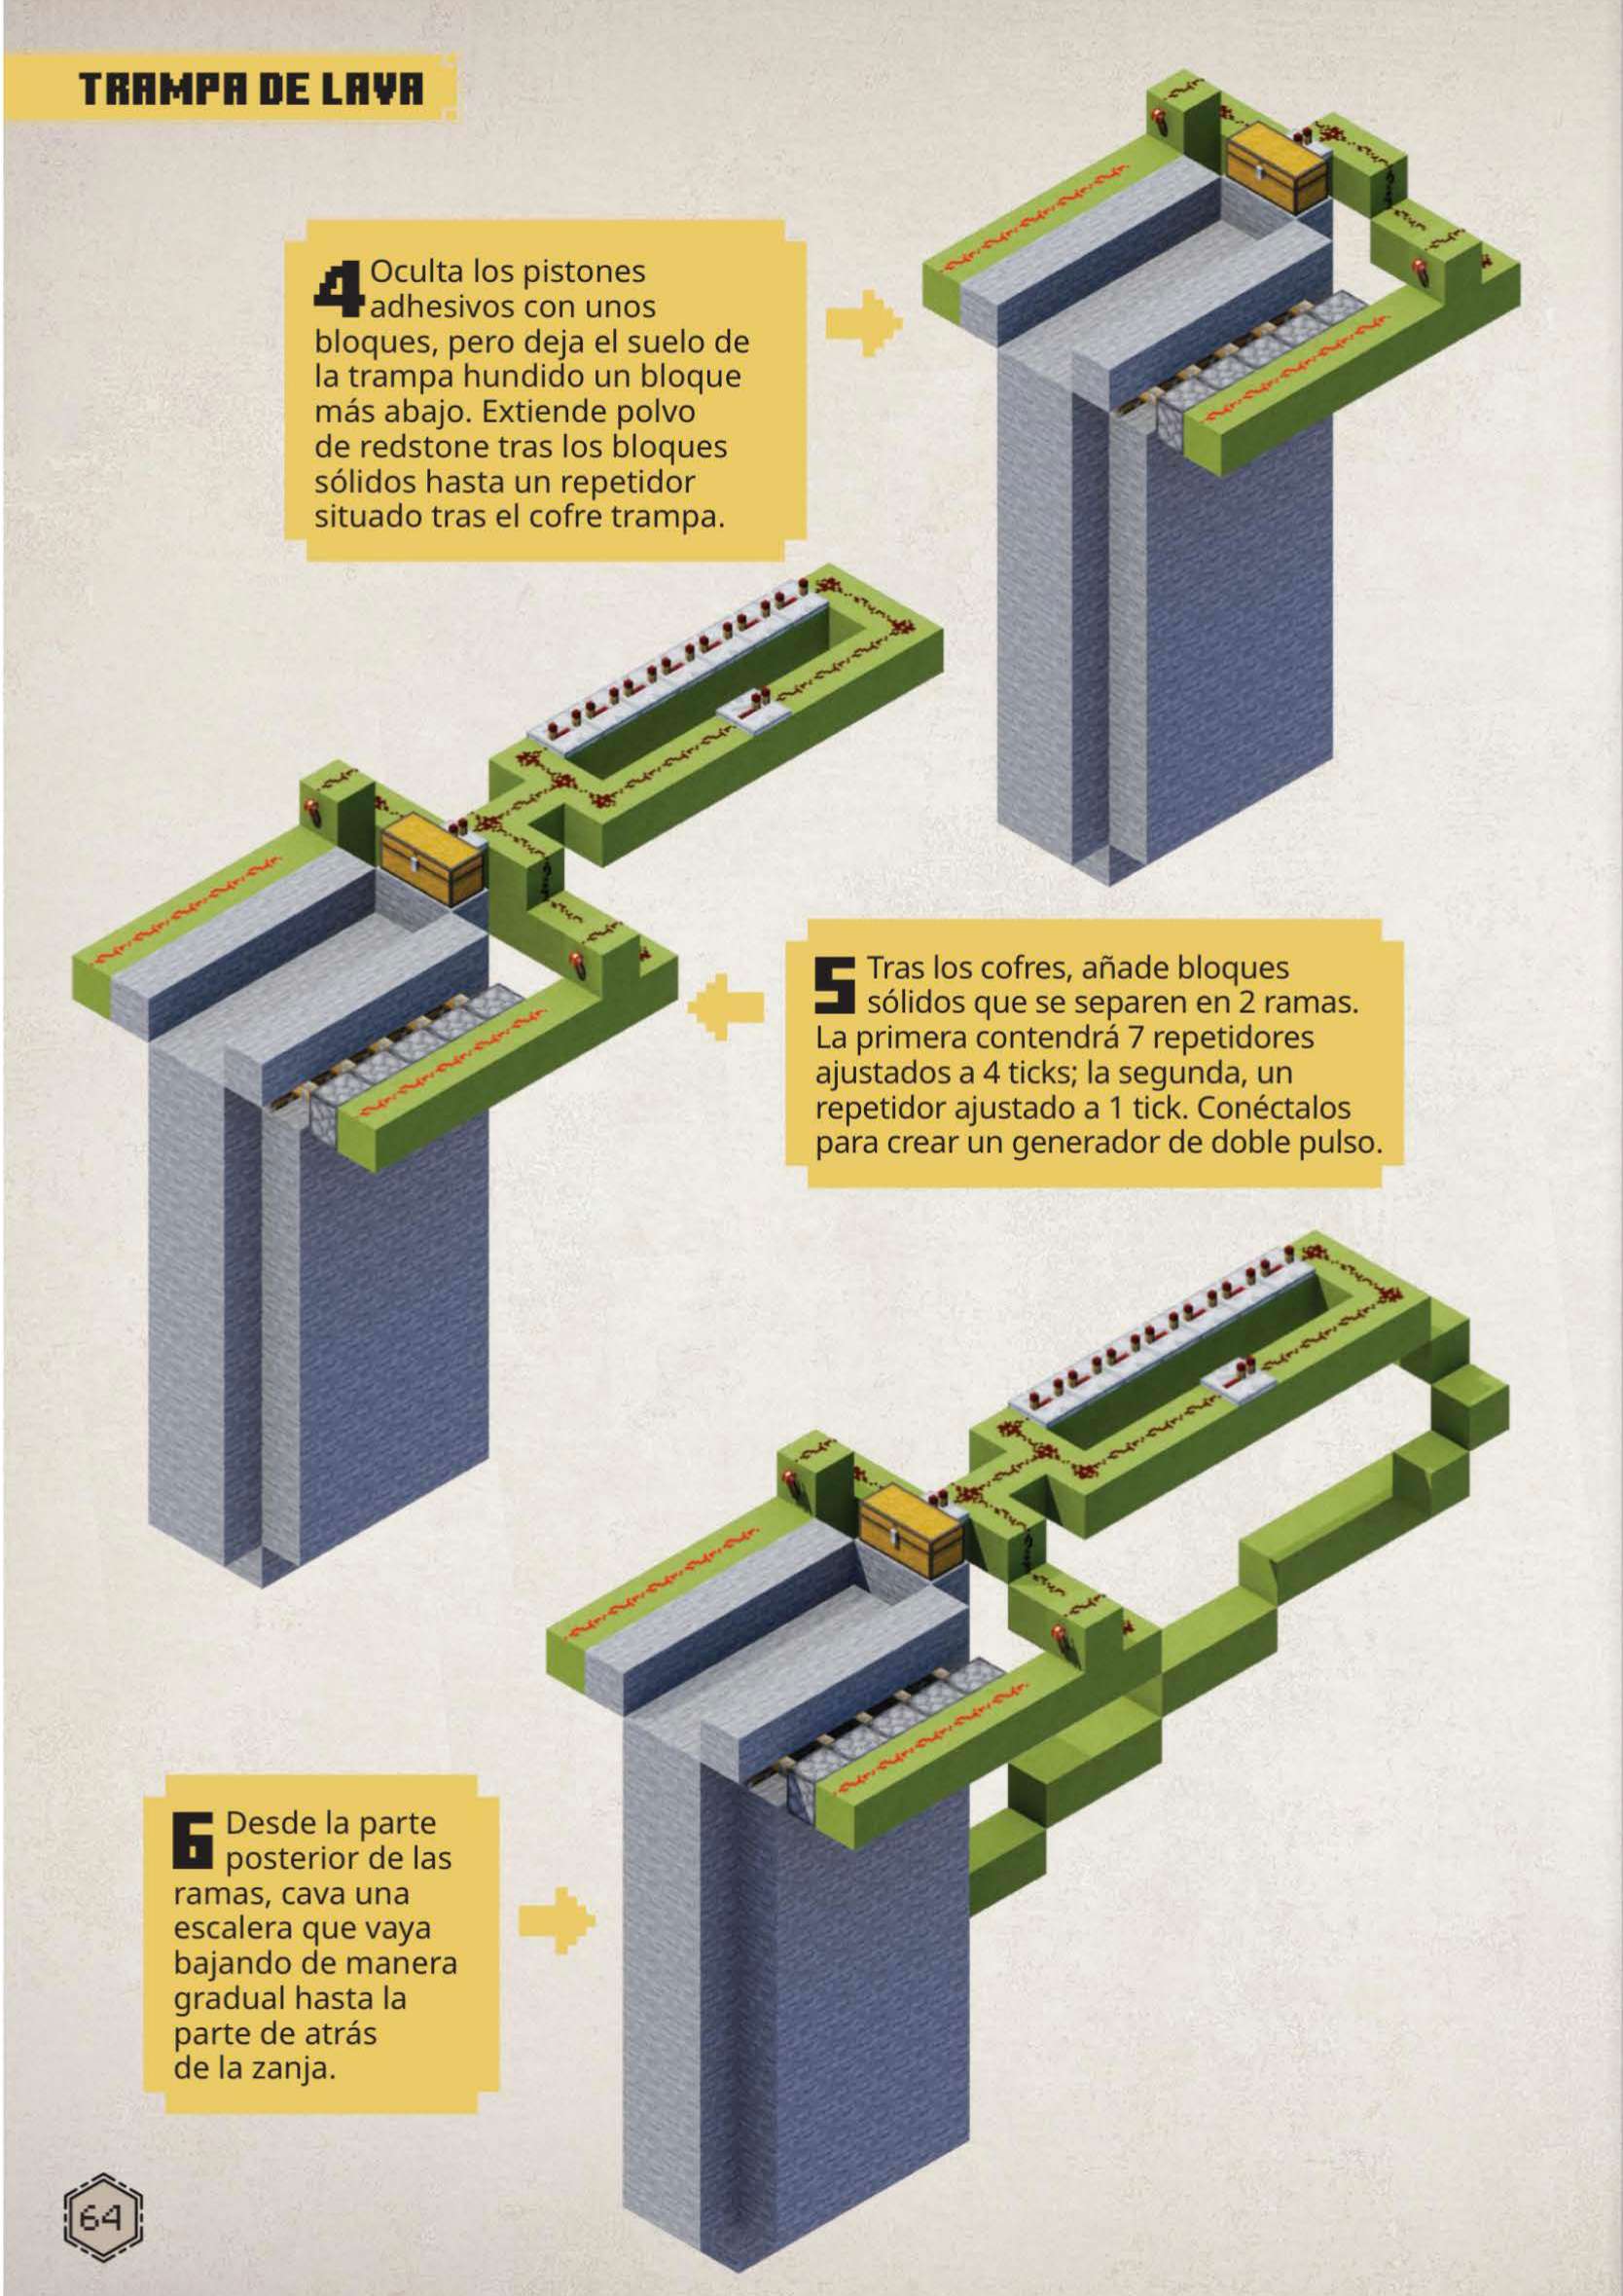 TRAMPA DE LAVA
4 Oculta los pistones
adhesivos con unos
bloques, pero deja el suelo de
la trampa hundido un bloque
más abajo. Extiende polvo
de redstone tras los bloques
sólidos hasta un repetidor
situado tras el cofre trampa.
5 Tras los cofres, añade bloques
sólidos que se separen en 2 ramas.
La primera contendrá 7 repetidores
ajustados a 4 ticks; la segunda, un
repetidor ajustado a 1 tick. Conéctalos
para crear un generador de doble pulso.
6 Desde la parte
posterior de las
ramas, cava una
escalera que vaya
bajando de manera
gradual hasta la
parte de atrás
de la zanja.
64